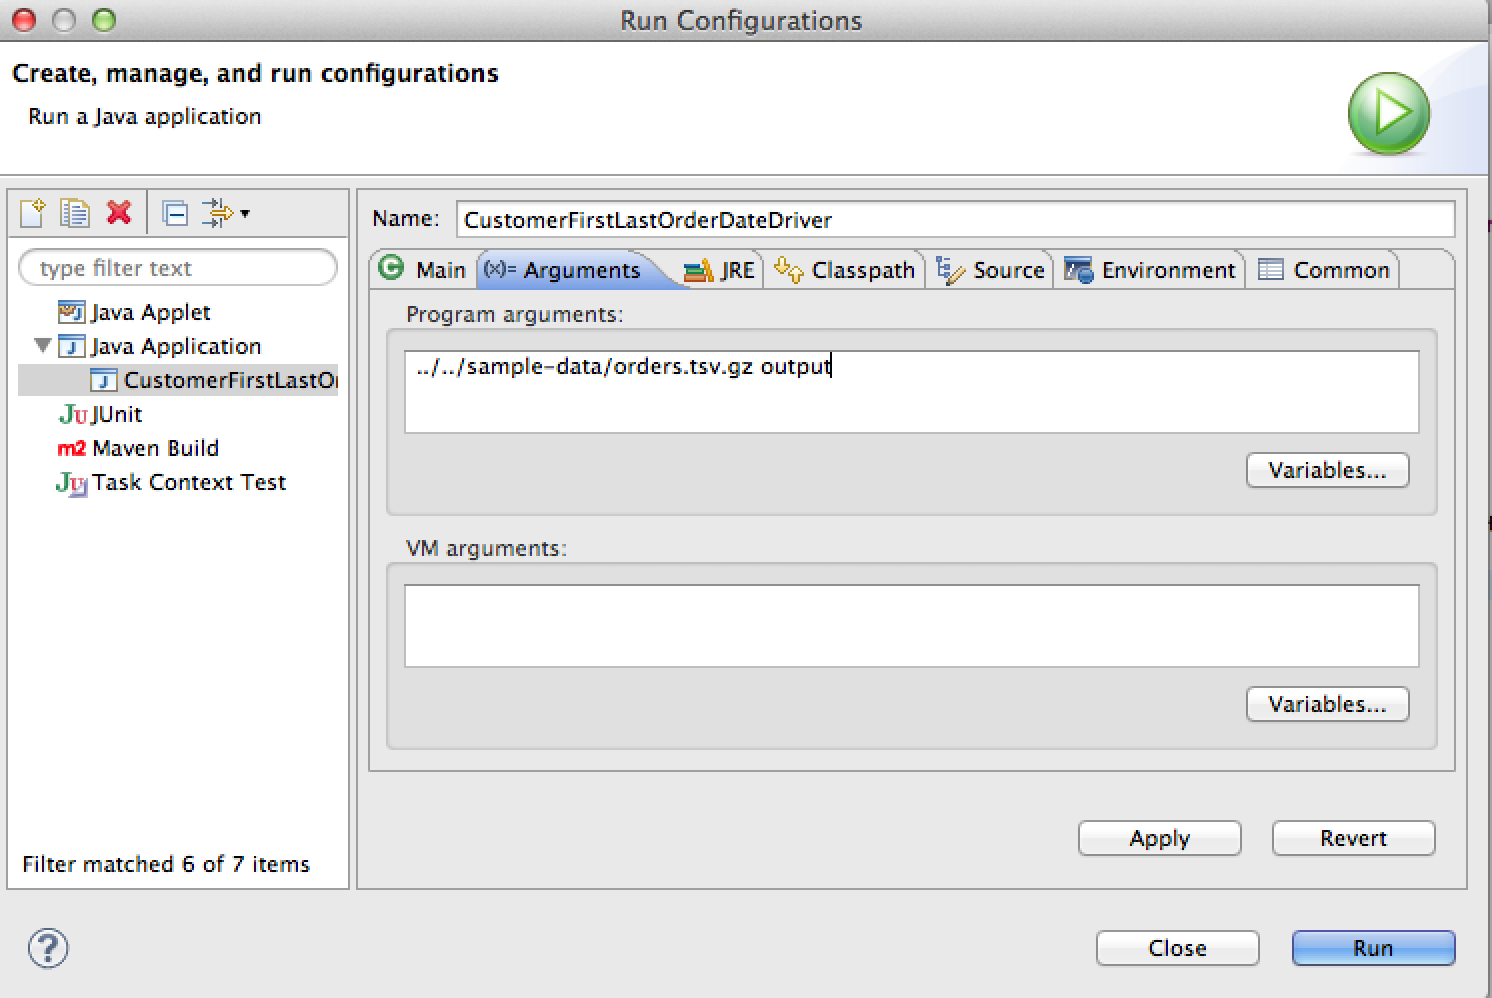 Run Configurations
Create, manage, and run configurations
Run a Java application
type filter text
Java Applet
Java Application
CustomerFirstLastO
JUnit
Maven Build
Task Context Test
Filter matched 6 of 7 items
Name: CustomerFirstLastOrderDateDriver
Main (x)= Arguments JRE Classpath Source Environment Common
Program arguments:
../../sample-data/orders.tsv.gz output
Variables...
VM arguments:
Variables...
Apply Revert
Close Run